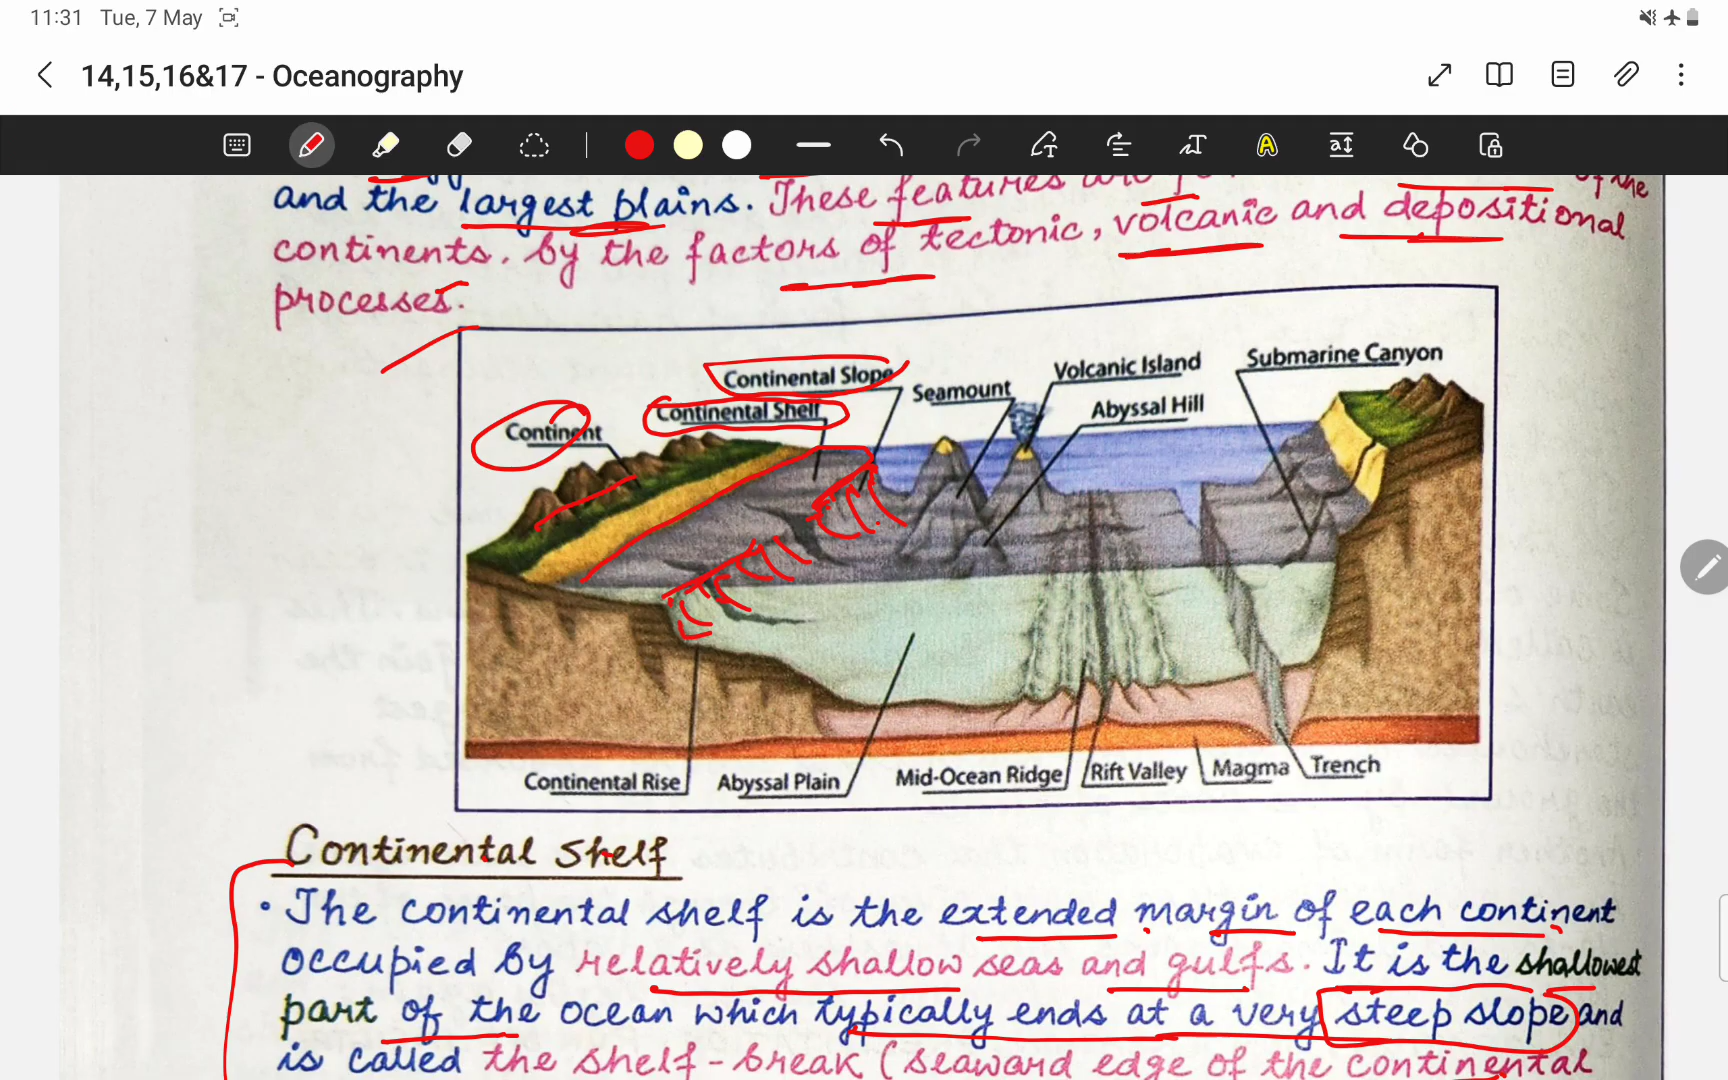 11:31 Tue, 7 May
14,15,16&17 - Oceanography
and the largest plains. These features are of the
continents. by the factors of tectonic, volcanic and depositional
processes.
Continental Slope
Continental Shelf
Continent
Seamount
Volcanic Island
Abyssal Hill
Submarine Canyon
Continental Rise
Abyssal Plain
Mid-Ocean Ridge
Rift Valley
Magma
Trench
Continental Shelf
• The continental shelf is the extended margin of each continent
occupied by relatively shallow seas and gulfs. It is the shallowest
part of the ocean which typically ends at a very steep slope and
is called the shelf-break (seaward edge of the continental